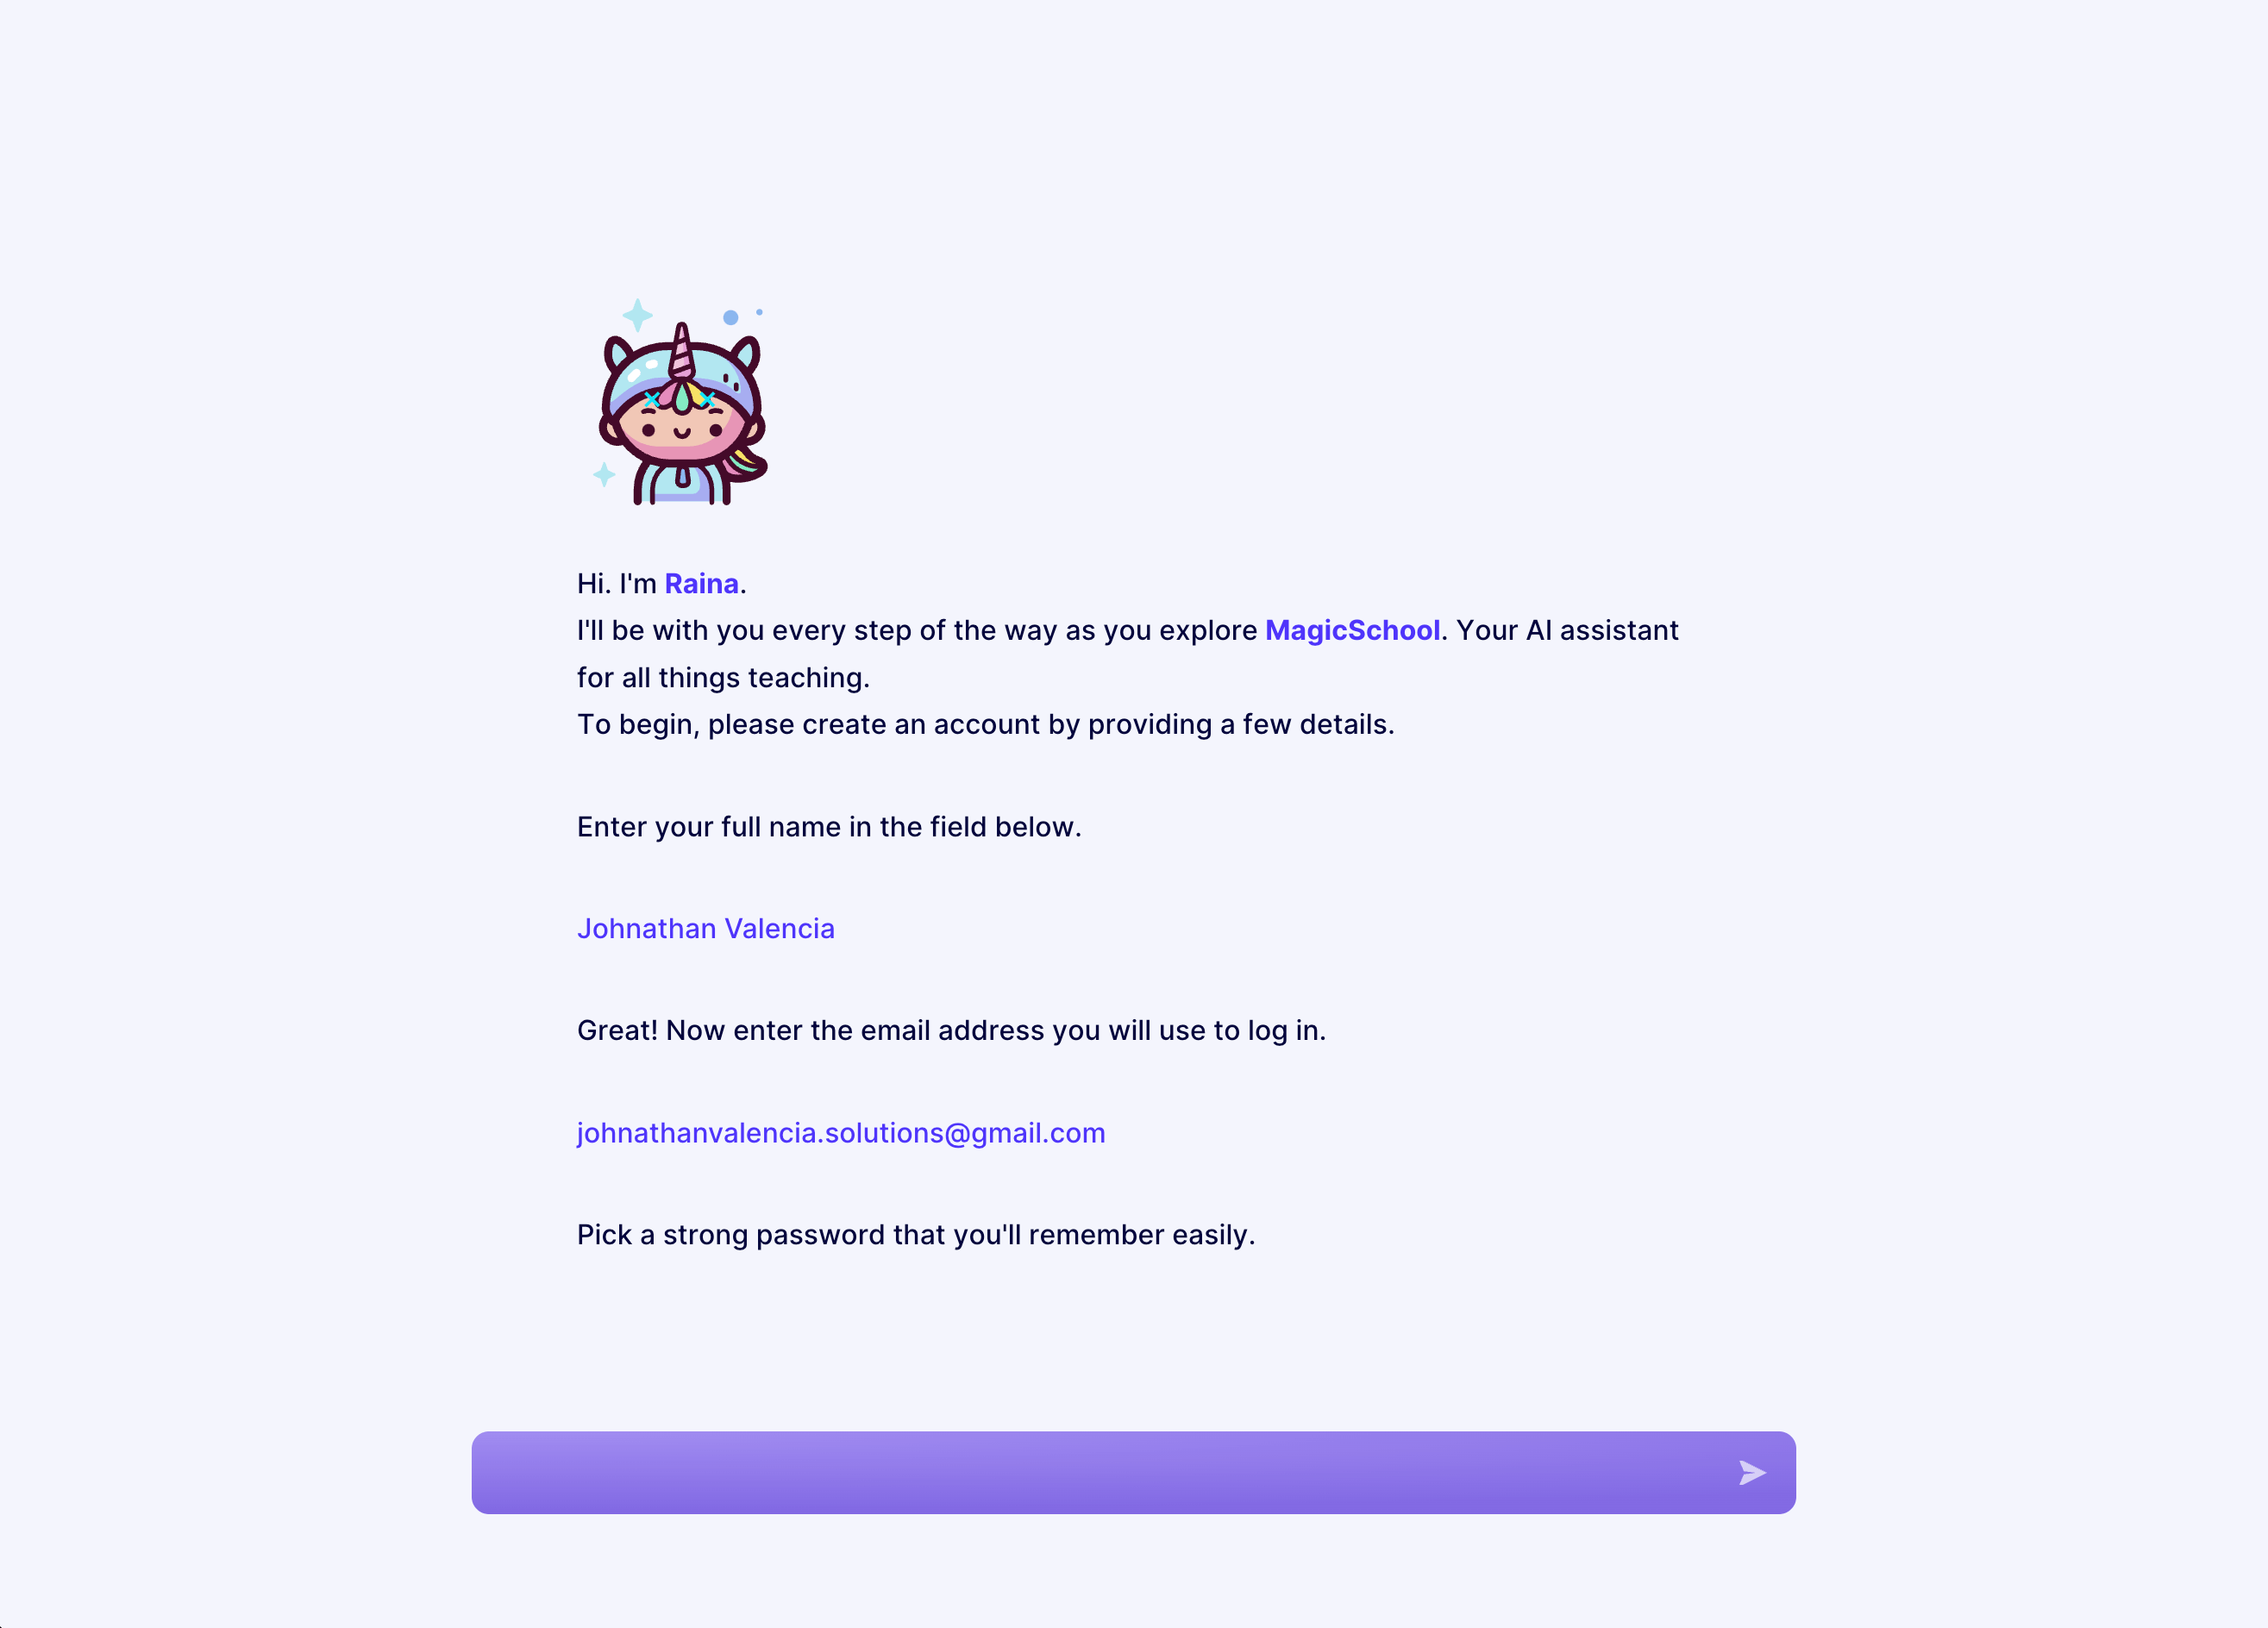 Hi. I'm Raina.
I'll be with you every step of the way as you explore MagicSchool. Your AI assistant
for all things teaching.
To begin, please create an account by providing a few details.
Enter your full name in the field below.
Johnathan Valencia
Great! Now enter the email address you will use to log in.
johnathanvalencia.solutions@gmail.com
Pick a strong password that you'll remember easily.